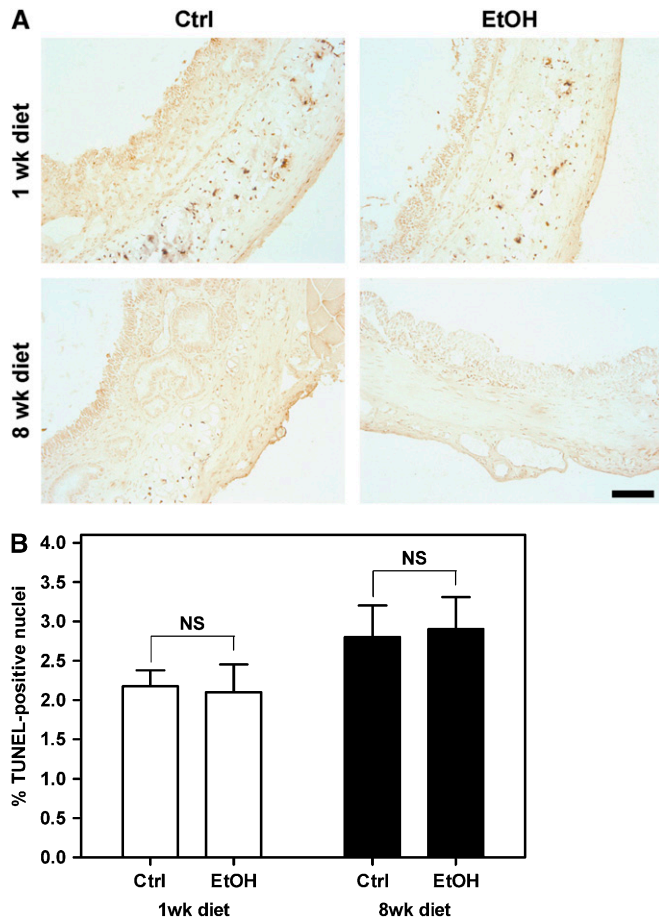 A
Ctrl
EtOH
1 wk diet
8 wk diet
B
% TUNEL-positive nuclei
4.0
3.5
3.0
2.5
2.0
1.5
1.0
0.5
0.0
NS
NS
Ctrl
EtOH
Ctrl
EtOH
1wk diet
8wk diet